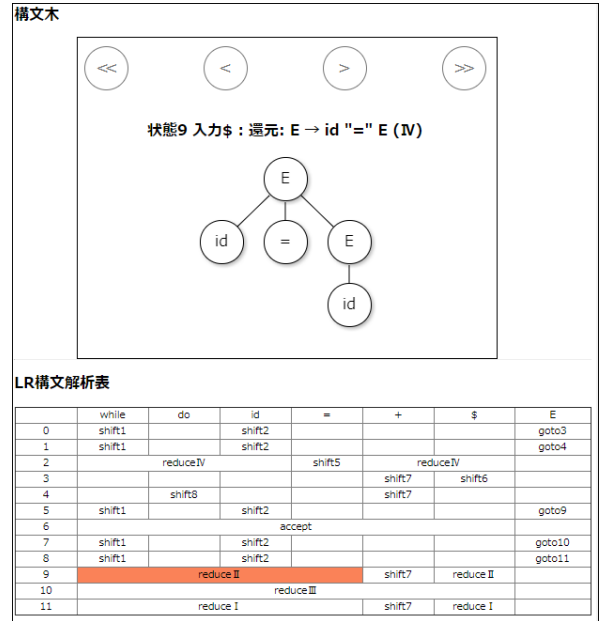 構文木
<< < > >>
状態9 入力$ : 還元: E → id "=" E (Ⅳ)
E
id = E
id
LR構文解析表
while do id = + $ E
0 shift1 shift2 goto3
1 shift1 shift2 goto4
2 reduceⅣ shift5 reduceⅣ
3 shift7 shift6
4 shift8 shift7
5 shift1 shift2 goto9
6 accept
7 shift1 shift2 goto10
8 shift1 shift2 goto11
9 reduceⅡ shift7 reduceⅡ
10 reduceⅢ
11 reduceⅠ shift7 reduceⅠ